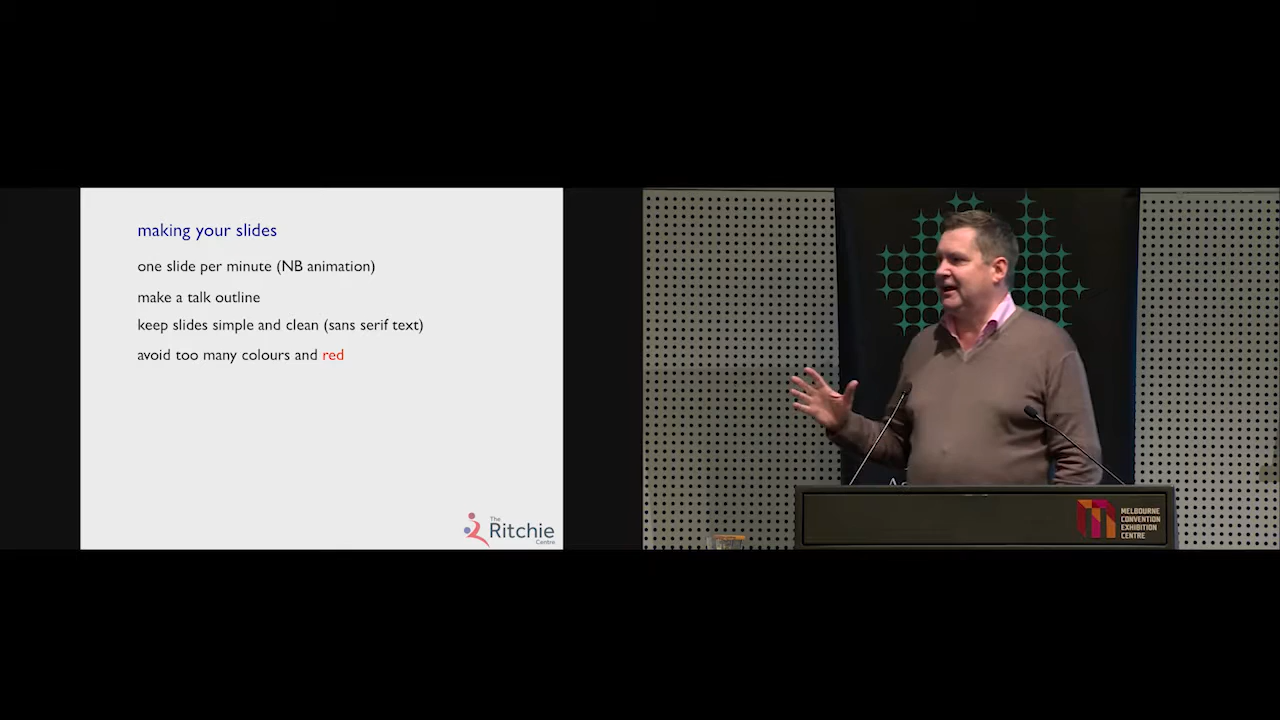 making your slides
one slide per minute (NB animation)
make a talk outline
keep slides simple and clean (sans serif text)
avoid too many colours and red
The
Ritchie
Centre
MELBOURNE
CONVENTION
EXHIBITION
CENTRE